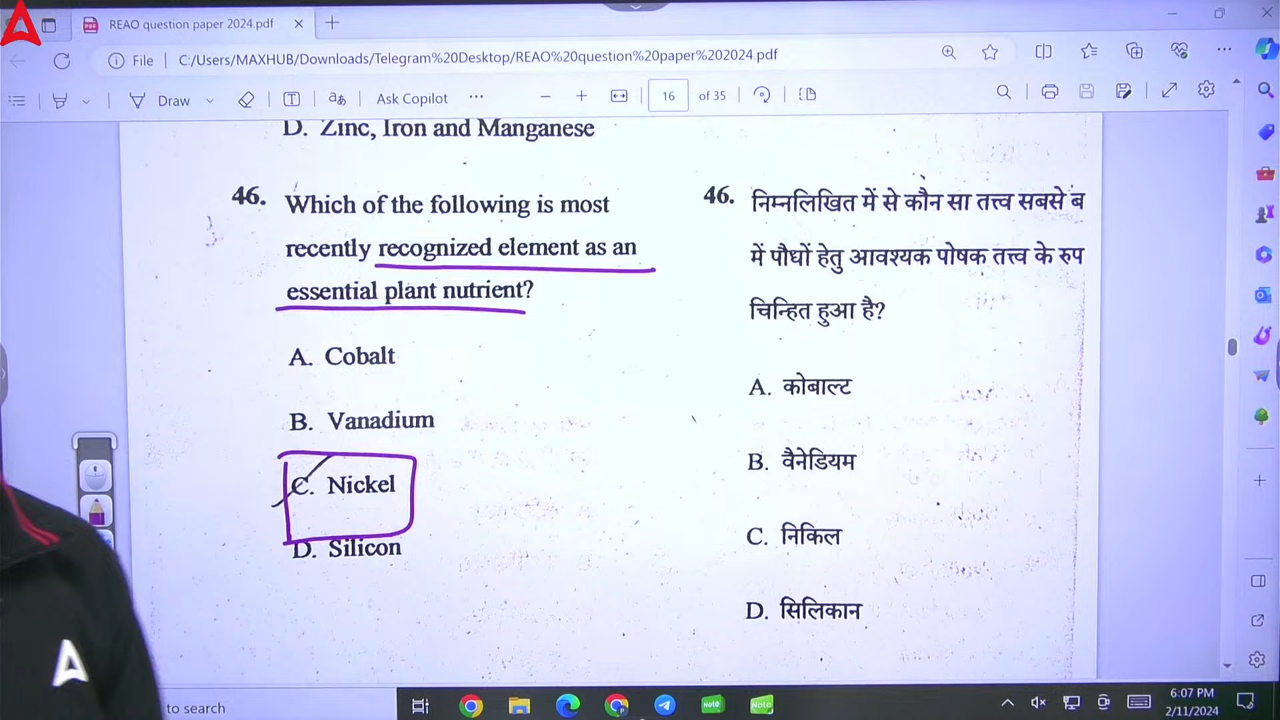 REAO question paper 2024.pdf
File C:/Users/MAXHUB/Downloads/Telegram%20Desktop/REAO%20question%20paper%202024.pdf
Draw
Ask Copilot
16 of 35
D. Zinc, Iron and Manganese
46. Which of the following is most
recently recognized element as an
essential plant nutrient?
A. Cobalt
B. Vanadium
C. Nickel
D. Silicon
46. निम्नलिखित में से कौन सा तत्त्व सबसे ब
में पौधों हेतु आवश्यक पोषक तत्त्व के रुप
चिन्हित हुआ है?
A. कोबाल्ट
B. वैनेडियम
C. निकिल
D. सिलिकान
to search
Note
Note
6:07 PM
2/11/2024